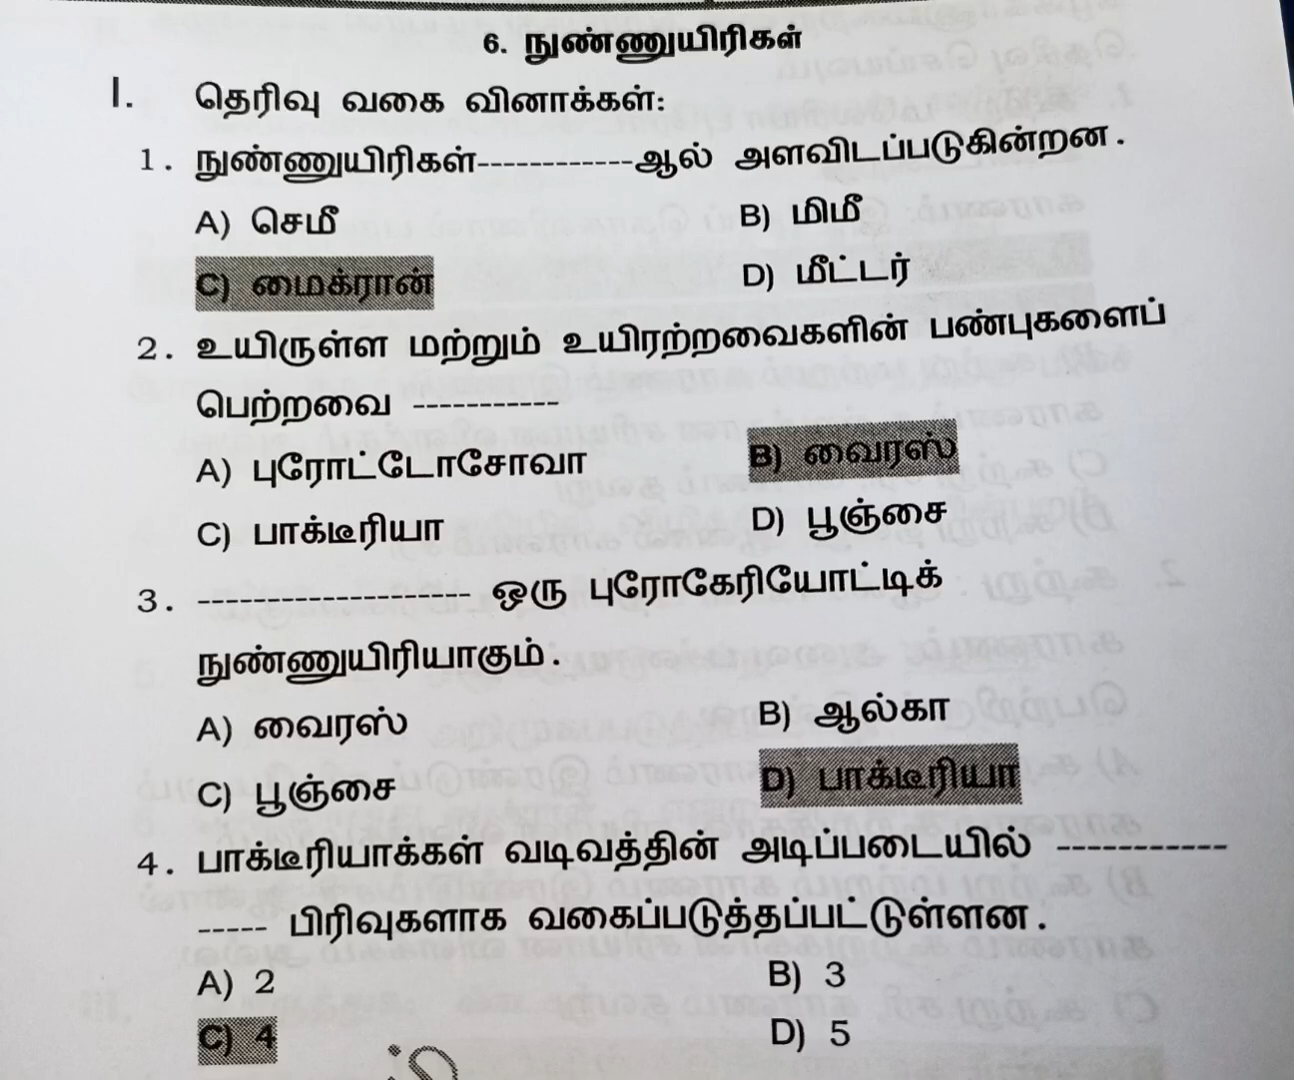 6. நுண்ணுயிரிகள்
I. தெரிவு வகை வினாக்கள்:
1. நுண்ணுயிரிகள்------------ஆல் அளவிடப்படுகின்றன.
A) செமீ B) மிமீ
C) மைக்ரான் D) மீட்டர்
2. உயிருள்ள மற்றும் உயிரற்றவைகளின் பண்புகளைப்
பெற்றவை -----------
A) புரோட்டோசோவா B) வைரஸ்
C) பாக்டீரியா D) பூஞ்சை
3. -------------------- ஒரு புரோகேரியோட்டிக்
நுண்ணுயிரியாகும்.
A) வைரஸ் B) ஆல்கா
C) பூஞ்சை D) பாக்டீரியா
4. பாக்டீரியாக்கள் வடிவத்தின் அடிப்படையில் ------------
----- பிரிவுகளாக வகைப்படுத்தப்பட்டுள்ளன.
A) 2 B) 3
C) 4 D) 5